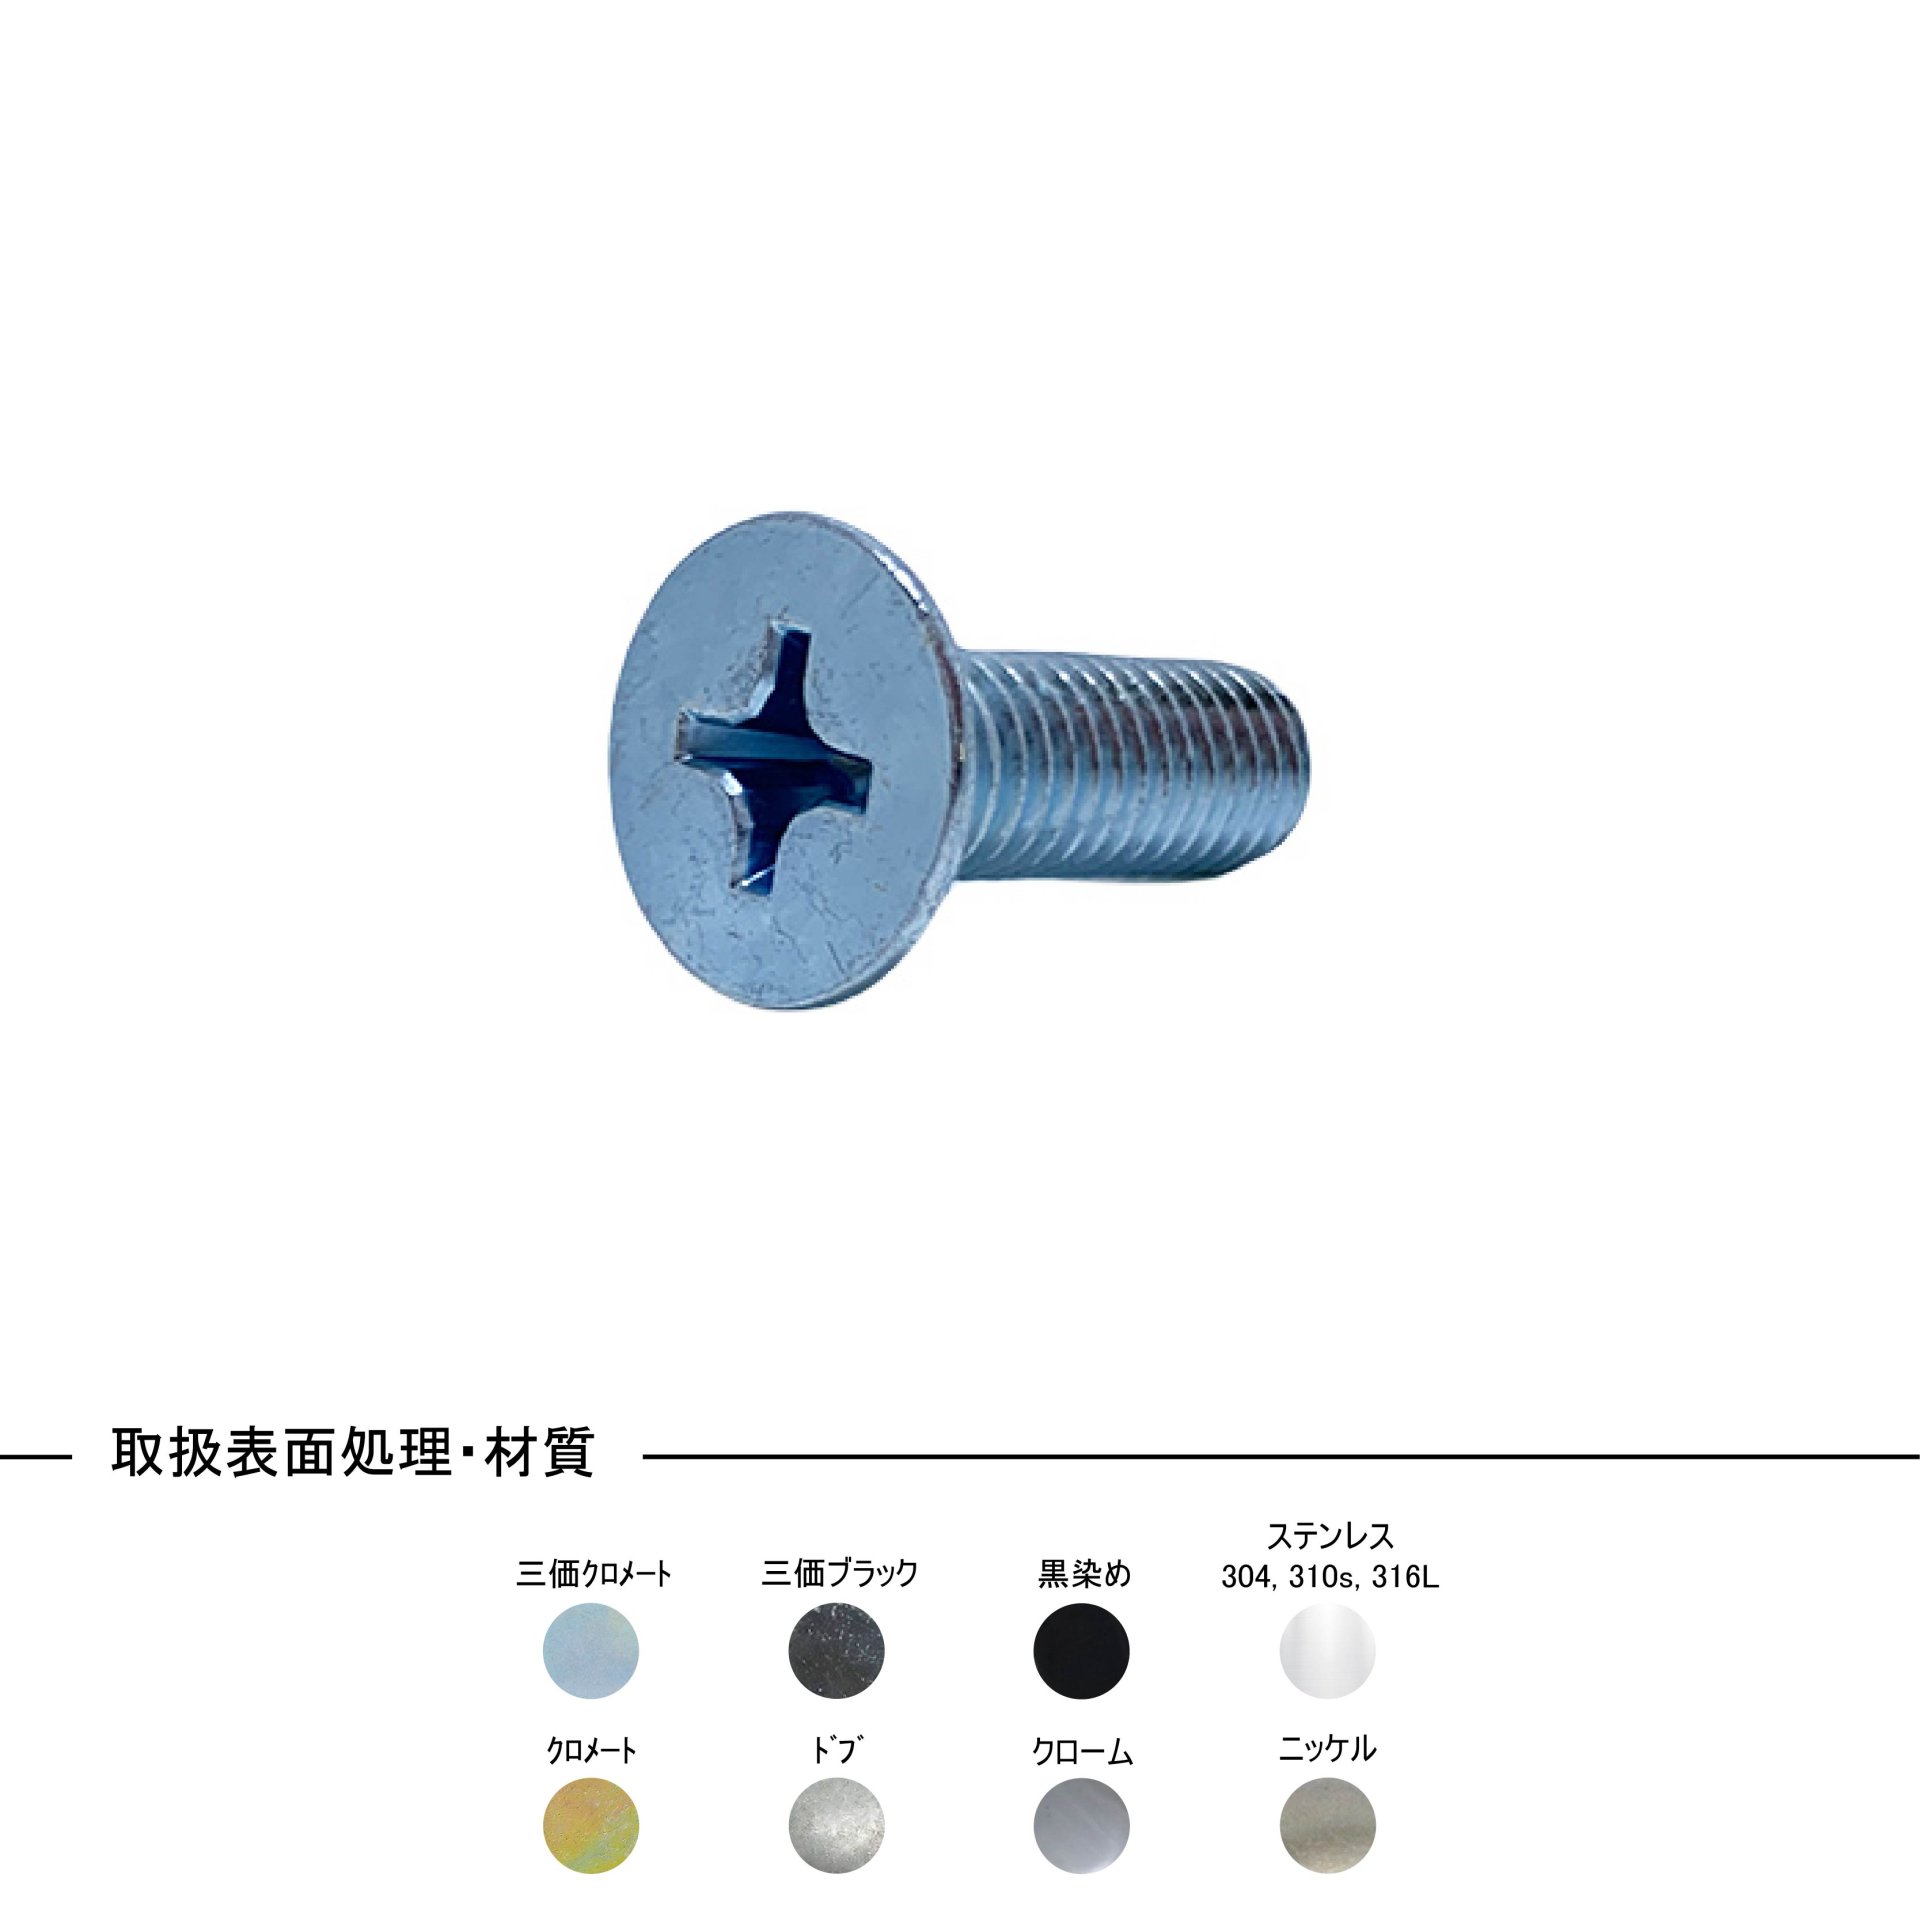 取扱表面処理・材質
三価ｸﾛﾒｰﾄ
三価ブラック
黒染め
ステンレス
304, 310s, 316L
ｸﾛﾒｰﾄ
ﾄﾞﾌﾞ
クローム
ニッケル